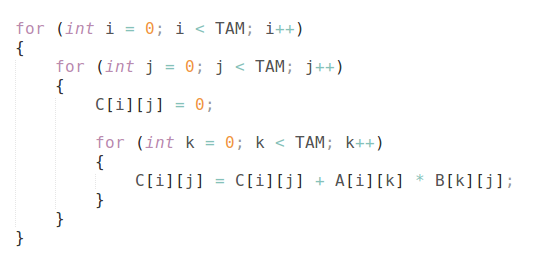 for (int i = 0; i < TAM; i++)
{
    for (int j = 0; j < TAM; j++)
    {
        C[i][j] = 0;

        for (int k = 0; k < TAM; k++)
        {
            C[i][j] = C[i][j] + A[i][k] * B[k][j];
        }
    }
}